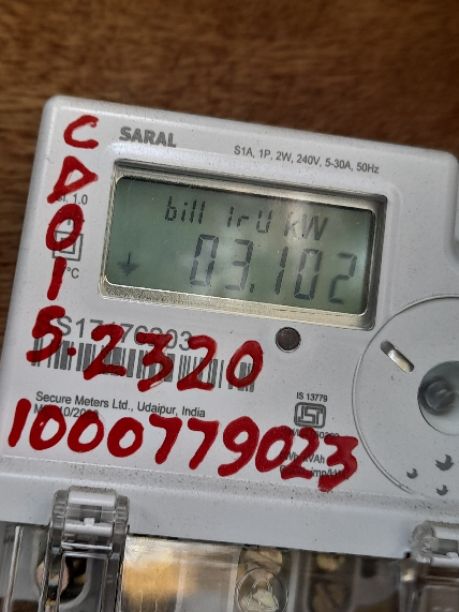 SARAL
S1A, 1P, 2W, 240V, 5-30A, 50Hz
C
D
O
I
5.2320
bill IrU kW
03.102
Secure Meters Ltd., Udaipur, India
IS 13779
1000779023